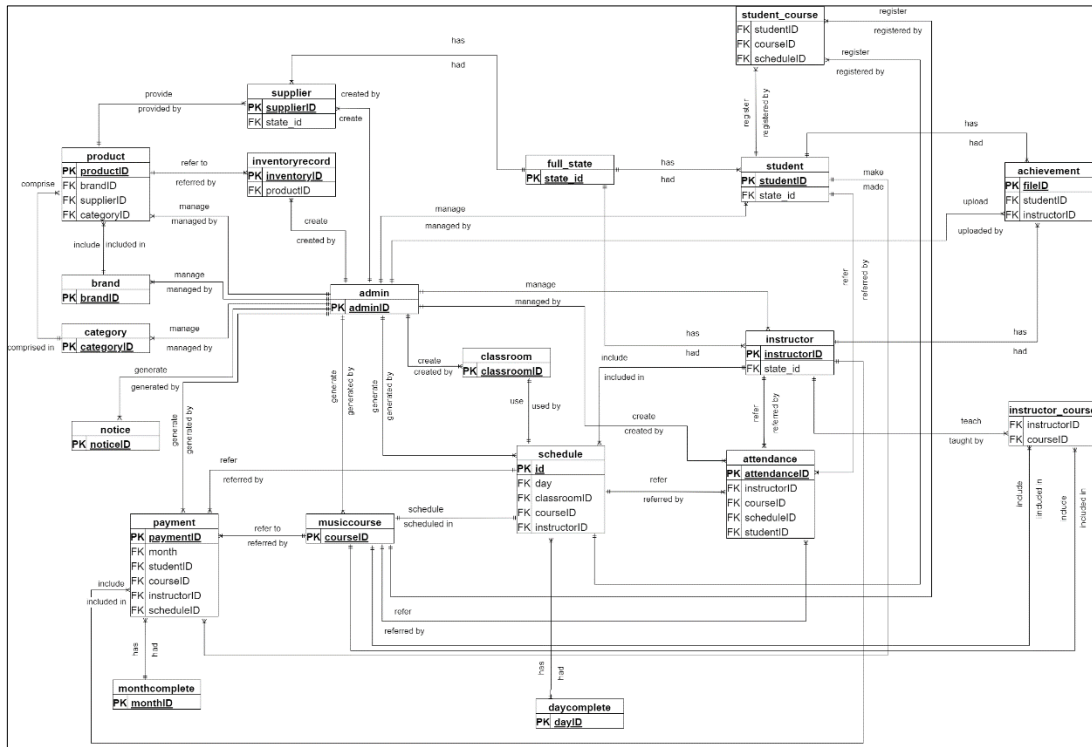 student_course
FK studentID
FK courseID
FK scheduleID
register
registered by
register
registered by
register
registered by
has
had
supplier
PK supplierID
FK state_id
created by
create
provide
provided by
product
PK productID
FK brandID
FK supplierID
FK categoryID
comprise
refer to
referred by
inventoryrecord
PK inventoryID
FK productID
full_state
PK state_id
has
had
student
PK studentID
FK state_id
has
had
make
made
achievement
PK fileID
FK studentID
FK instructorID
upload
uploaded by
manage
managed by
create
created by
manage
managed by
include
included in
refer
referred by
brand
PK brandID
manage
managed by
admin
PK adminID
manage
managed by
category
PK categoryID
comprised in
manage
managed by
has
had
instructor
PK instructorID
FK state_id
has
had
include
included in
create
created by
classroom
PK classroomID
generate
generated by
notice
PK noticeID
generate
generated by
generate
generated by
generate
generated by
use
used by
create
created by
refer
referred by
teach
taught by
instructor_course
FK instructorID
FK courseID
schedule
PK id
FK day
FK classroomID
FK courseID
FK instructorID
attendance
PK attendanceID
FK instructorID
FK courseID
FK scheduleID
FK studentID
refer
referred by
refer
referred by
include
included in
include
included in
payment
PK paymentID
FK month
FK studentID
FK courseID
FK instructorID
FK scheduleID
refer to
referred by
musiccourse
PK courseID
schedule
scheduled in
include
included in
refer
referred by
has
had
monthcomplete
PK monthID
has
had
daycomplete
PK dayID